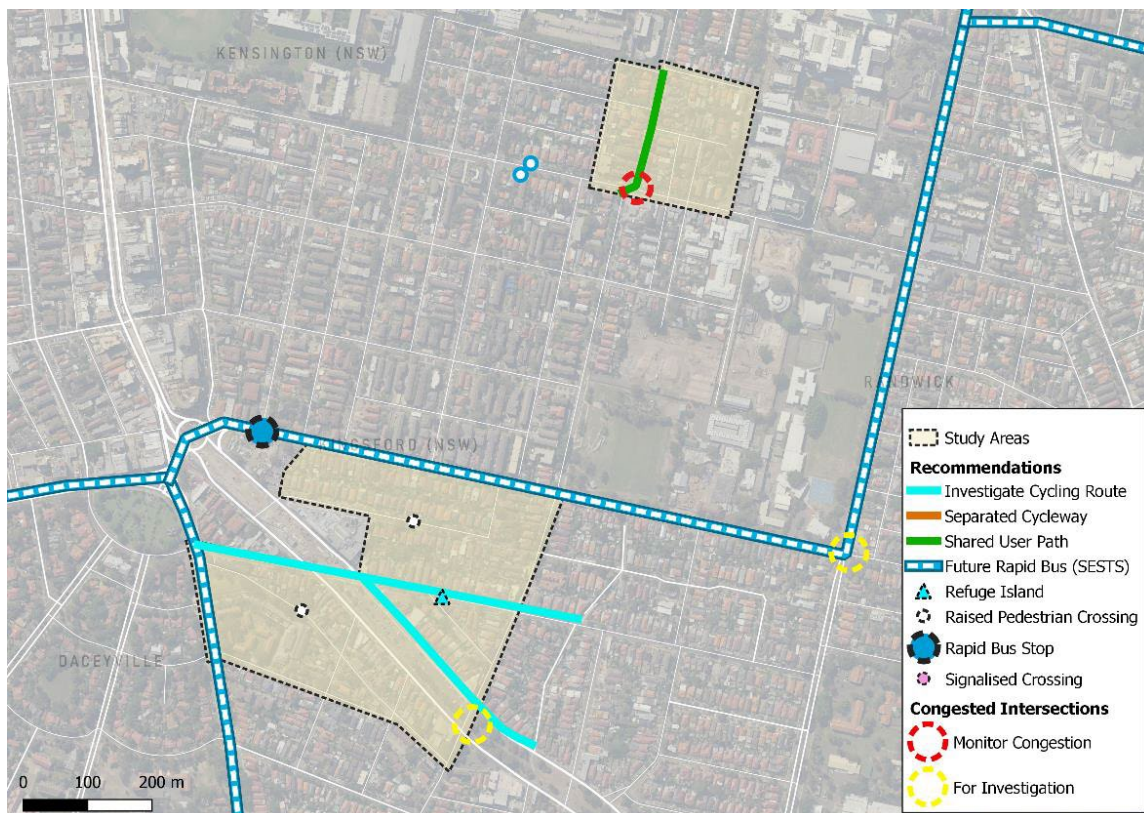 KENSINGTON (NSW)
RANDWICK
KINGSFORD (NSW)
DACEYVILLE
0 100 200 m
Study Areas
Recommendations
Investigate Cycling Route
Separated Cycleway
Shared User Path
Future Rapid Bus (SESTS)
Refuge Island
Raised Pedestrian Crossing
Rapid Bus Stop
Signalised Crossing
Congested Intersections
Monitor Congestion
For Investigation